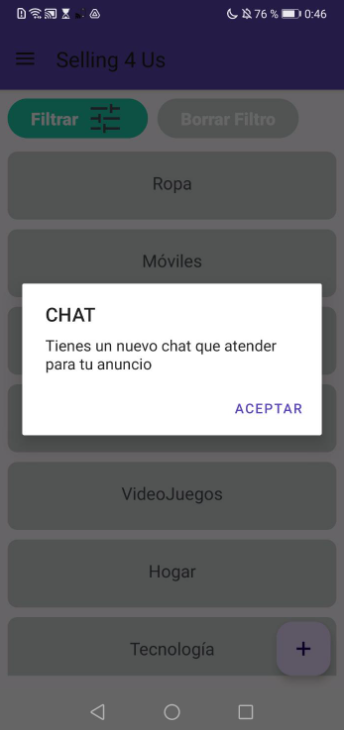 76 % 0:46
Selling 4 Us
Filtrar Borrar Filtro
Ropa
Móviles
CHAT
Tienes un nuevo chat que atender
para tu anuncio
ACEPTAR
VideoJuegos
Hogar
Tecnología
+